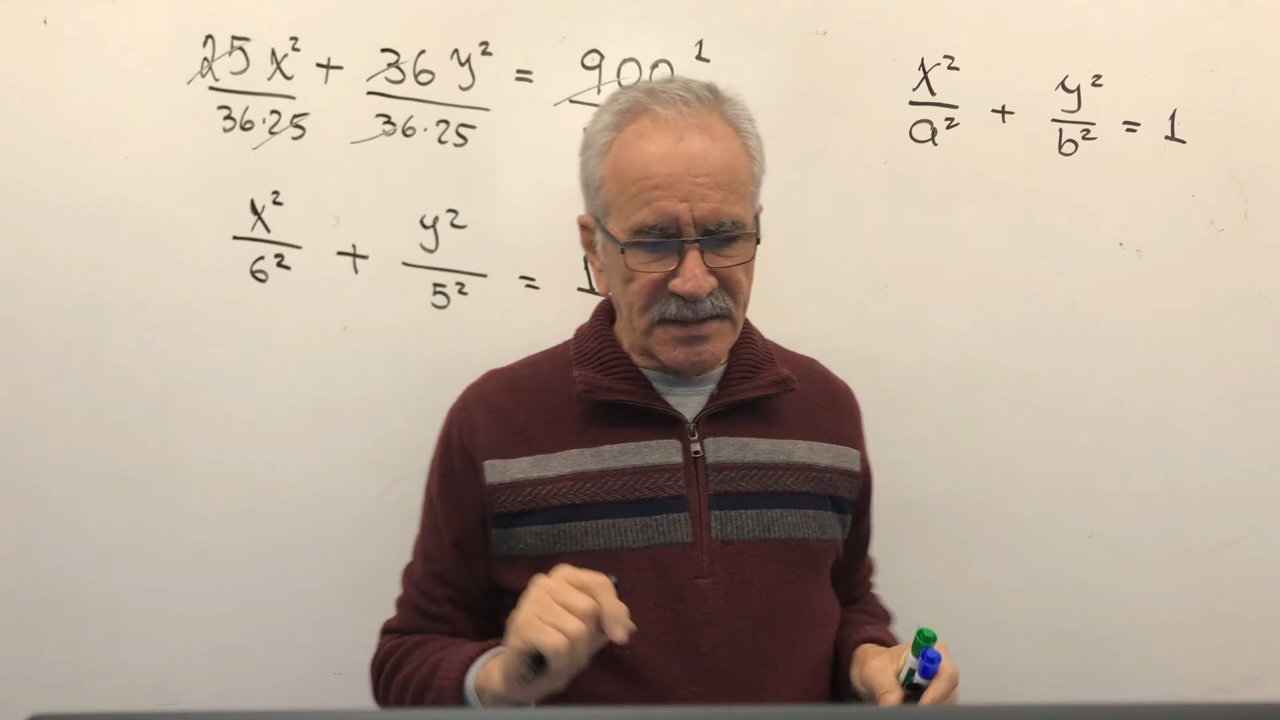 25x² + 36y² = 900 1
36·25 36·25
x² + y² = 1
6² 5²
x² + y² = 1
a² b²